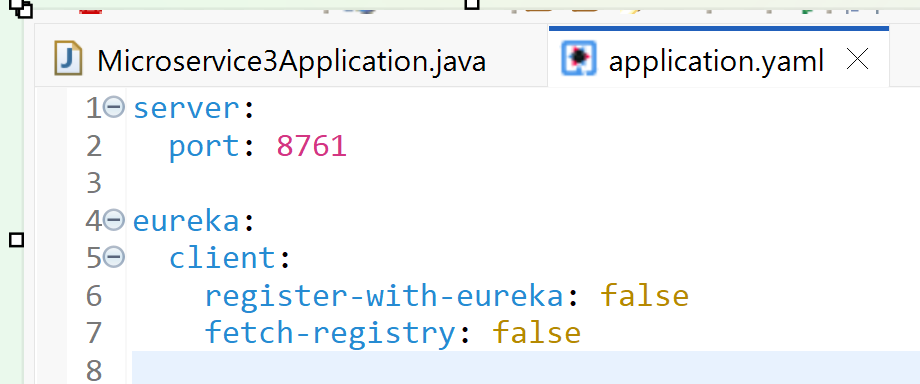 Microservice3Application.java application.yaml
1 server:
2   port: 8761
3
4 eureka:
5   client:
6     register-with-eureka: false
7     fetch-registry: false
8